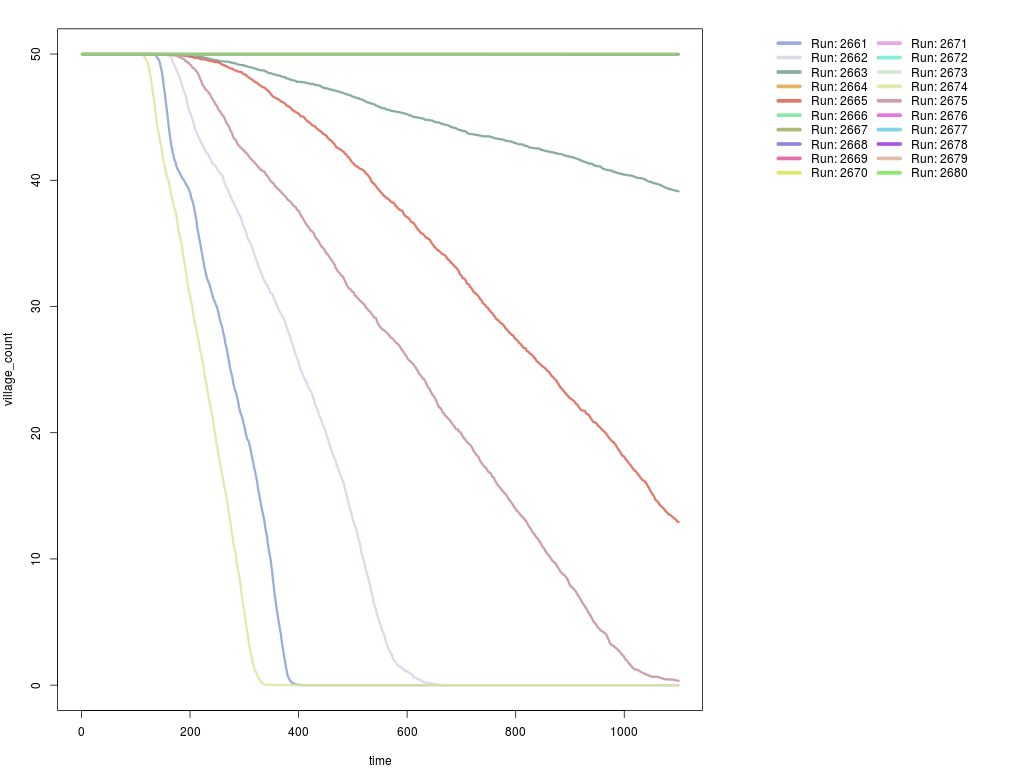 50
40
30
20
10
0
village_count
0 200 400 600 800 1000
time
Run: 2661 Run: 2671
Run: 2662 Run: 2672
Run: 2663 Run: 2673
Run: 2664 Run: 2674
Run: 2665 Run: 2675
Run: 2666 Run: 2676
Run: 2667 Run: 2677
Run: 2668 Run: 2678
Run: 2669 Run: 2679
Run: 2670 Run: 2680